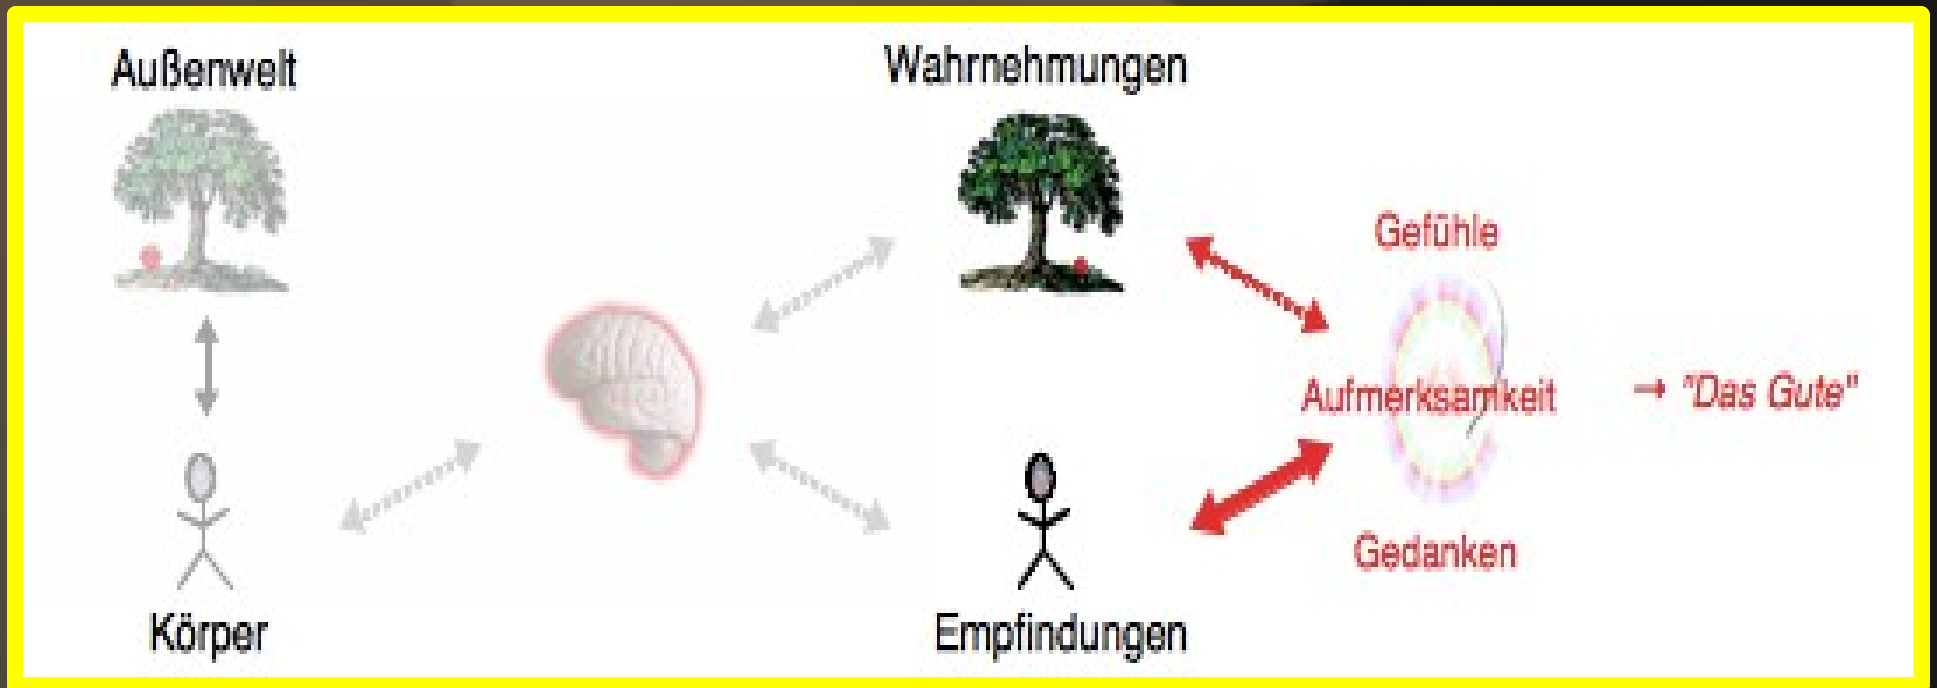 Außenwelt
Wahrnehmungen
Gefühle
Aufmerksamkeit
→ "Das Gute"
Gedanken
Körper
Empfindungen